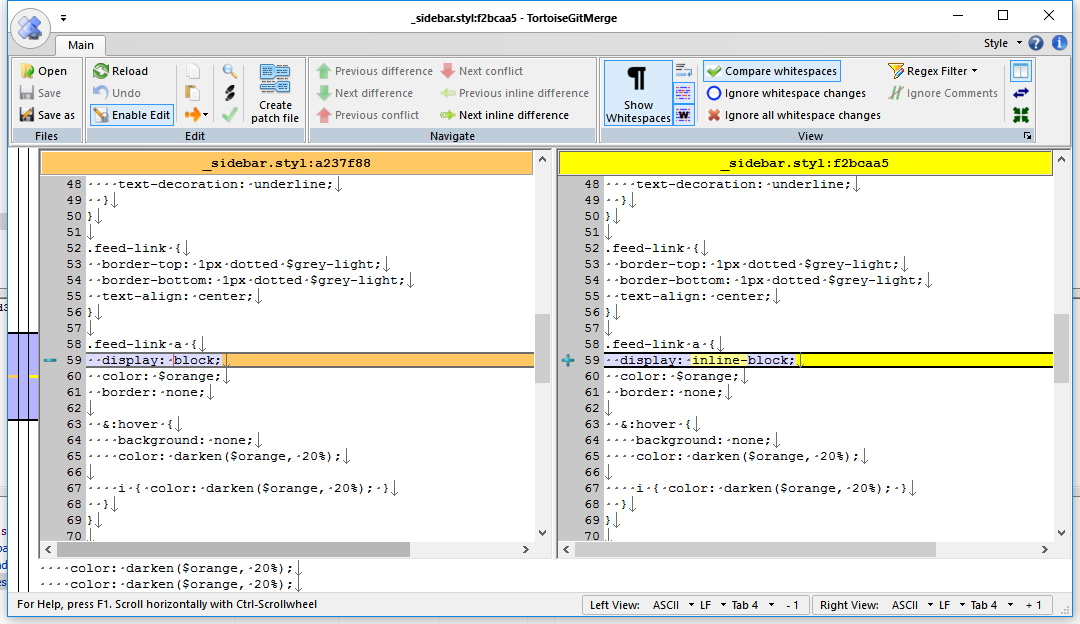 _sidebar.styl:f2bcaa5 - TortoiseGitMerge
Main
Style
Open
Save
Save as
Files
Reload
Undo
Enable Edit
Create
patch file
Edit
Previous difference
Next difference
Previous conflict
Next conflict
Previous inline difference
Next inline difference
Navigate
Show
Whitespaces
Compare whitespaces
Ignore whitespace changes
Ignore all whitespace changes
Regex Filter
Ignore Comments
View
_sidebar.styl:a237f88
48 ····text-decoration:·underline;↓
49 ··}↓
50 }↓
51 ↓
52 .feed-link·{↓
53 ··border-top:·1px·dotted·$grey-light;↓
54 ··border-bottom:·1px·dotted·$grey-light;↓
55 ··text-align:·center;↓
56 }↓
57 ↓
58 .feed-link·a·{↓
59 ··display:·block;↓
60 ··color:·$orange;↓
61 ··border:·none;↓
62 ↓
63 ··&:hover·{↓
64 ····background:·none;↓
65 ····color:·darken($orange,·20%);↓
66 ↓
67 ····i·{·color:·darken($orange,·20%);·}↓
68 ··}↓
69 }↓
70
_sidebar.styl:f2bcaa5
48 ····text-decoration:·underline;↓
49 ··}↓
50 }↓
51 ↓
52 .feed-link·{↓
53 ··border-top:·1px·dotted·$grey-light;↓
54 ··border-bottom:·1px·dotted·$grey-light;↓
55 ··text-align:·center;↓
56 }↓
57 ↓
58 .feed-link·a·{↓
59 ··display:·inline-block;↓
60 ··color:·$orange;↓
61 ··border:·none;↓
62 ↓
63 ··&:hover·{↓
64 ····background:·none;↓
65 ····color:·darken($orange,·20%);↓
66 ↓
67 ····i·{·color:·darken($orange,·20%);·}↓
68 ··}↓
69 }↓
70
····color:·darken($orange,·20%);↓
····color:·darken($orange,·20%);↓
For Help, press F1. Scroll horizontally with Ctrl-Scrollwheel
Left View: ASCII LF Tab 4 - 1
Right View: ASCII LF Tab 4 + 1